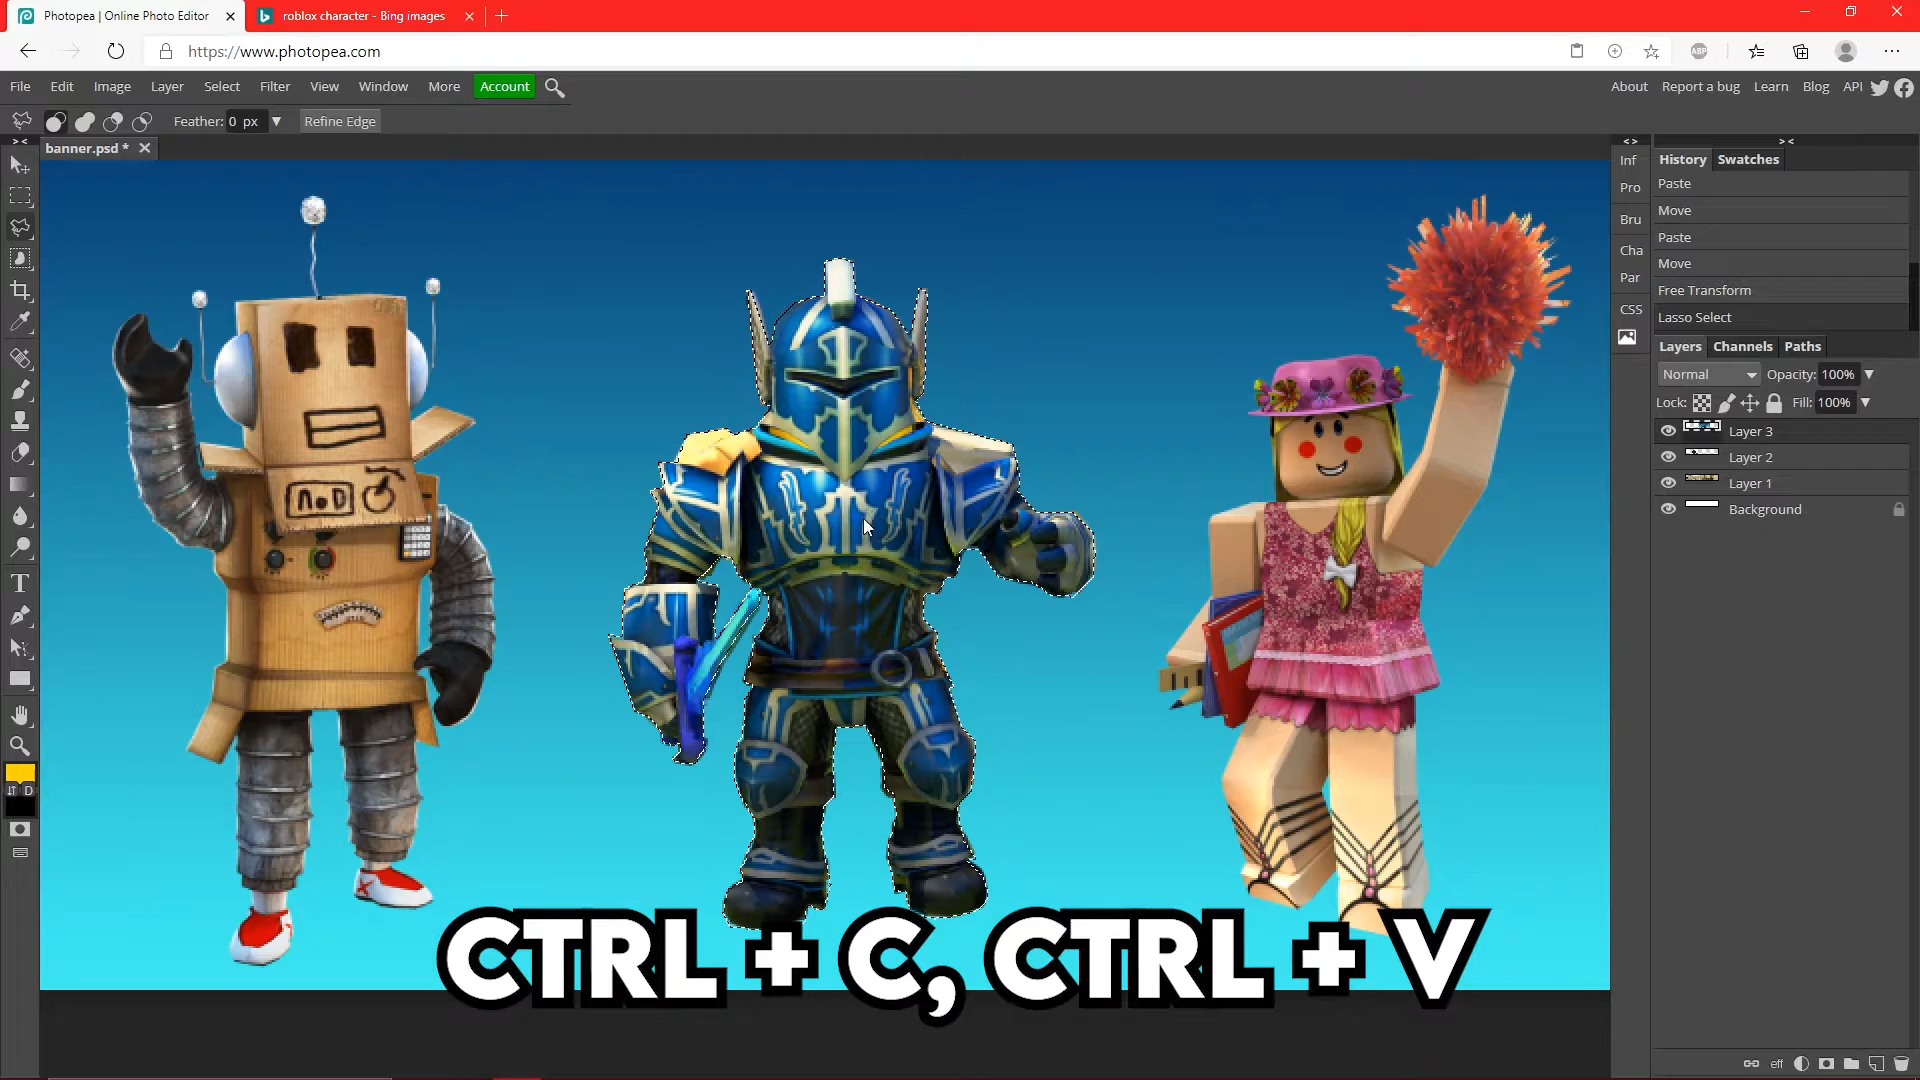 Photopea | Online Photo Editor
roblox character - Bing images
https://www.photopea.com
ABP
File Edit Image Layer Select Filter View Window More Account
About Report a bug Learn Blog API
Feather: 0 px Refine Edge
banner.psd *
Inf
Pro
Bru
Cha
Par
CSS
History Swatches
Paste
Move
Paste
Move
Free Transform
Lasso Select
Layers Channels Paths
Normal Opacity: 100%
Lock: Fill: 100%
Layer 3
Layer 2
Layer 1
Background
T
D
eff
CTRL + C, CTRL + V